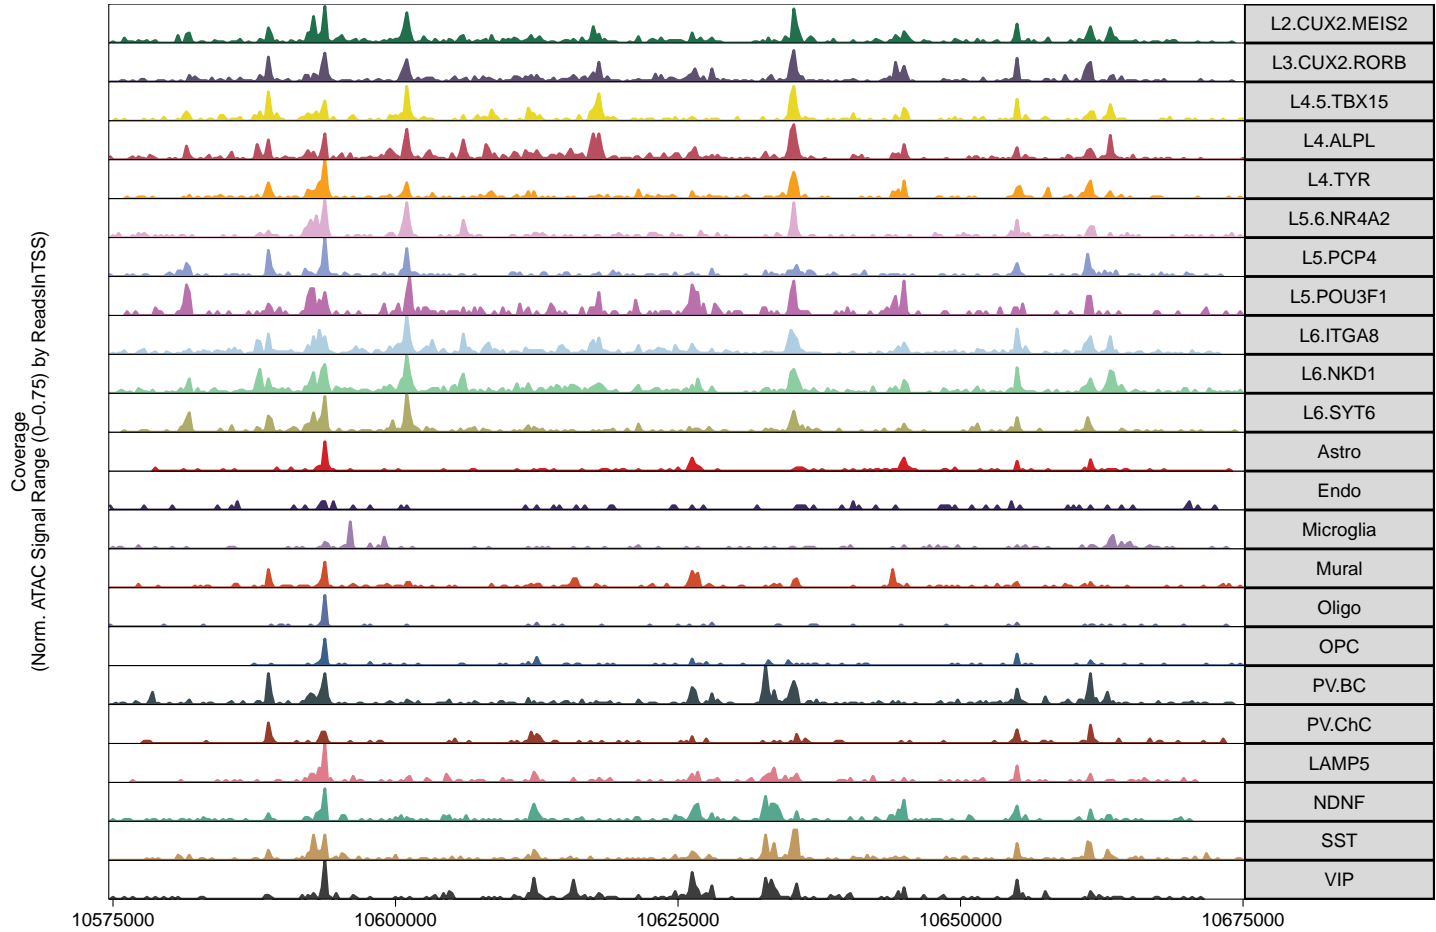 Coverage
(Norm. ATAC Signal Range (0–0.75) by ReadsInTSS)
L2.CUX2.MEIS2
L3.CUX2.RORB
L4.5.TBX15
L4.ALPL
L4.TYR
L5.6.NR4A2
L5.PCP4
L5.POU3F1
L6.ITGA8
L6.NKD1
L6.SYT6
Astro
Endo
Microglia
Mural
Oligo
OPC
PV.BC
PV.ChC
LAMP5
NDNF
SST
VIP
10575000 10600000 10625000 10650000 10675000